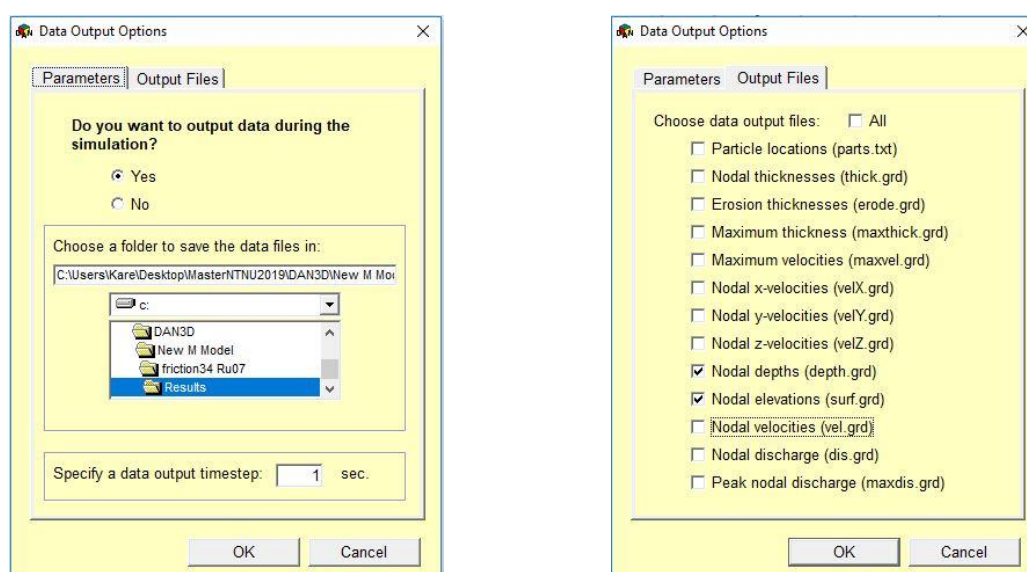 Data Output Options
Parameters Output Files
Do you want to output data during the
simulation?
Yes
No
Choose a folder to save the data files in:
C:\Users\Kare\Desktop\MasterNTNU2019\DAN3D\New M
c:
DAN3D
New M Model
friction34 Ru07
Results
Specify a data output timestep: 1 sec.
OK Cancel
Data Output Options
Parameters Output Files
Choose data output files: All
Particle locations (parts.txt)
Nodal thicknesses (thick.grd)
Erosion thicknesses (erode.grd)
Maximum thickness (maxthick.grd)
Maximum velocities (maxvel.grd)
Nodal x-velocities (velX.grd)
Nodal y-velocities (velY.grd)
Nodal z-velocities (velZ.grd)
Nodal depths (depth.grd)
Nodal elevations (surf.grd)
Nodal velocities (vel.grd)
Nodal discharge (dis.grd)
Peak nodal discharge (maxdis.grd)
OK Cancel